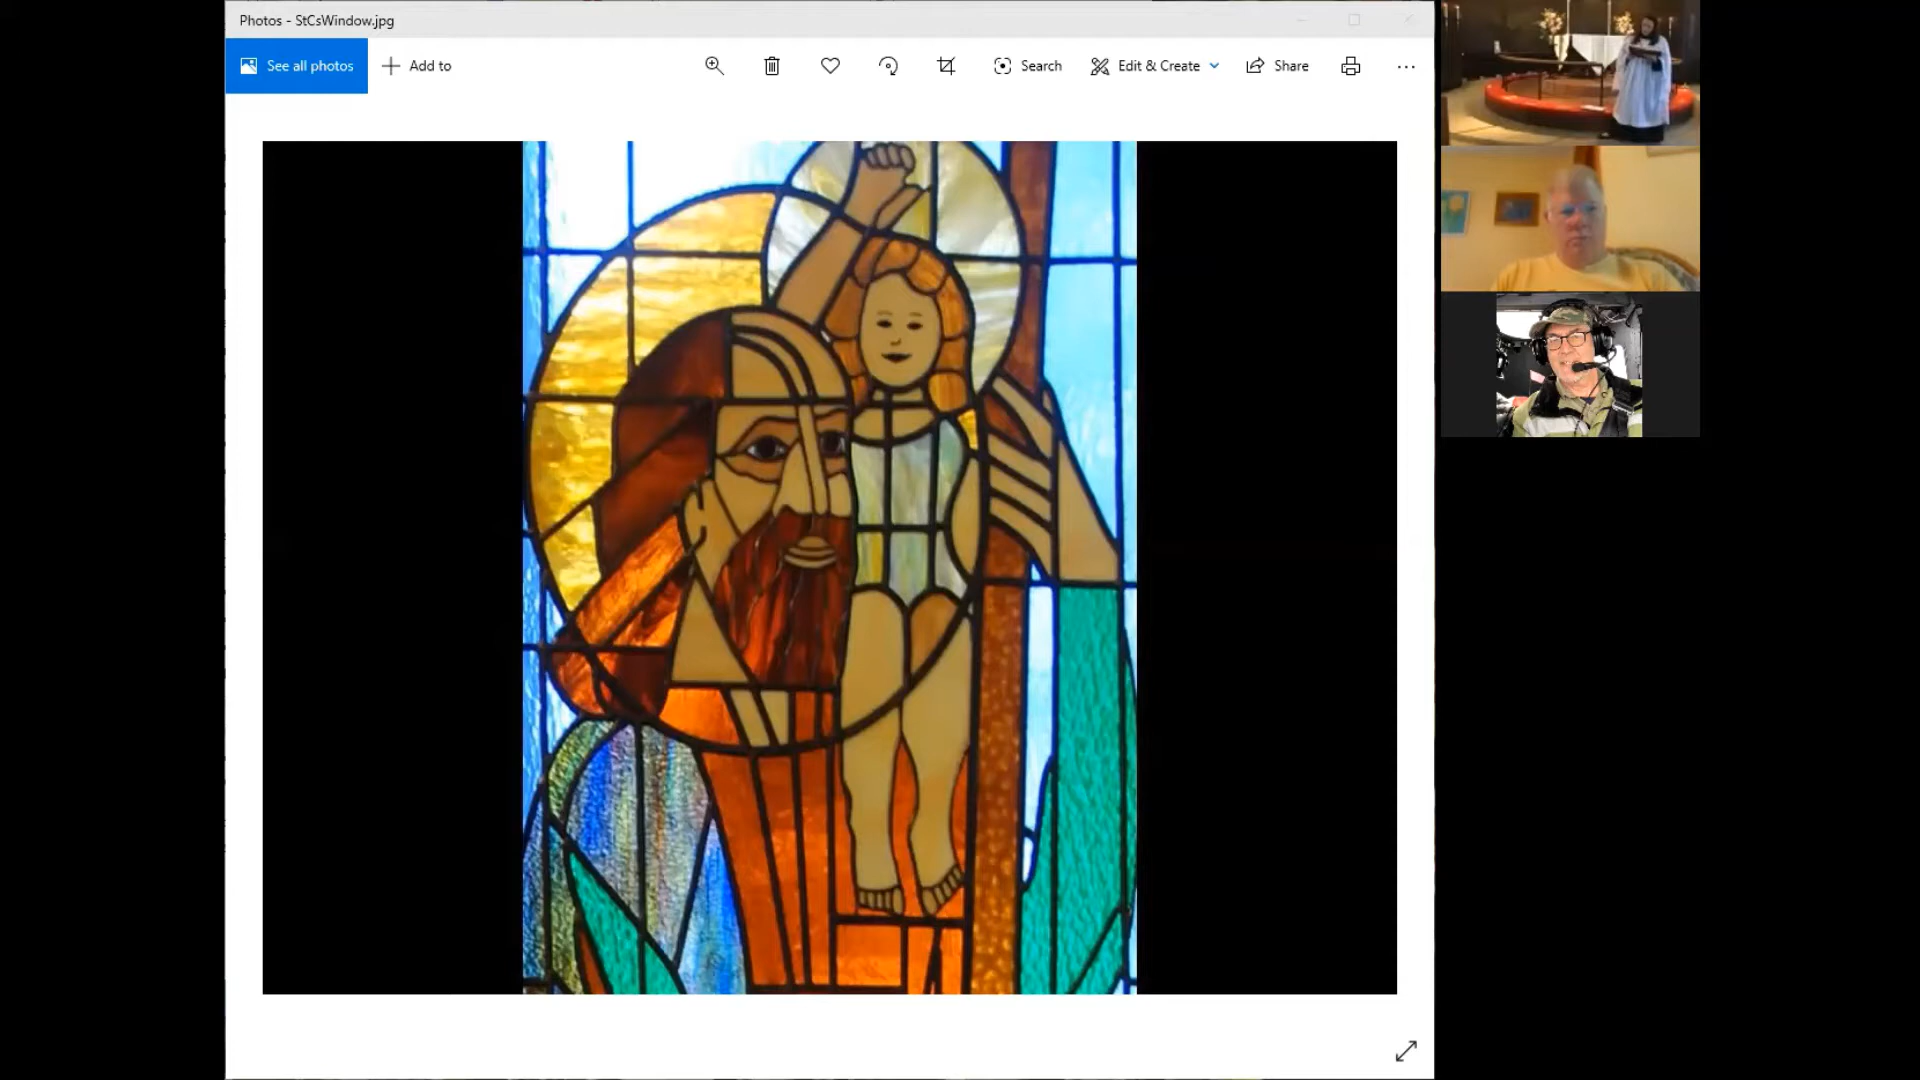 Photos - StCsWindow.jpg
See all photos
Add to
Search
Edit & Create
Share